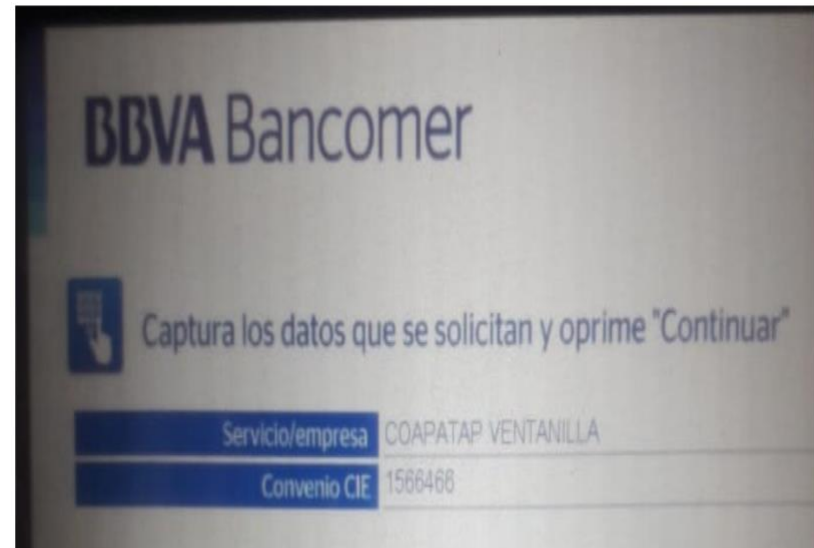 BBVA Bancomer
Captura los datos que se solicitan y oprime "Continuar"
Servicio/empresa COAPATAP VENTANILLA
Convenio CIE 1566466